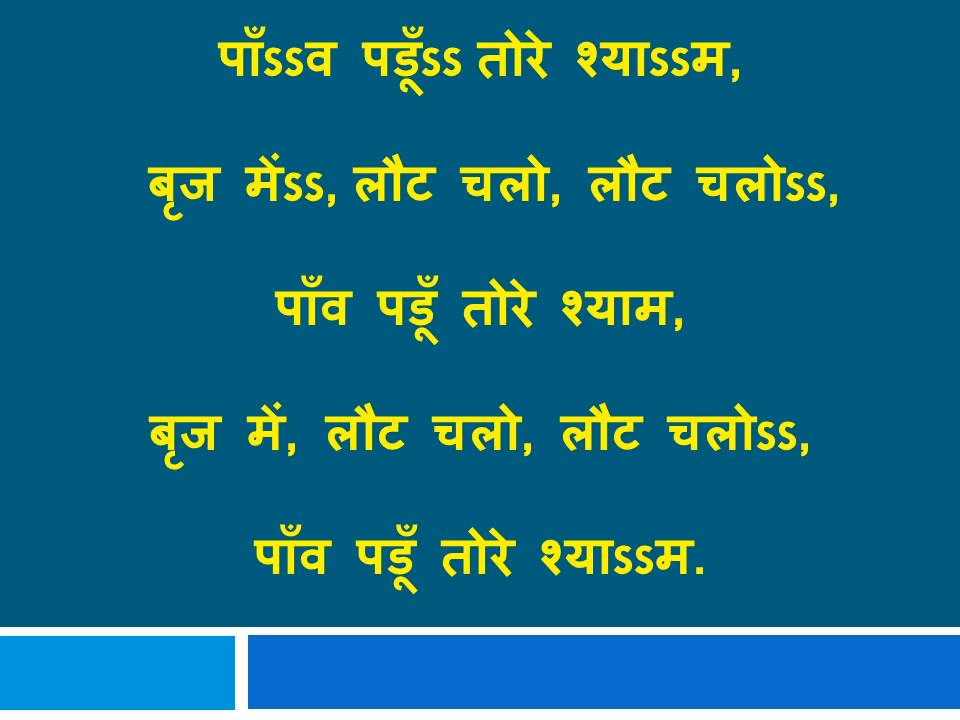 पाँऽऽव पड़ूँऽऽ तोरे श्याऽऽम,
बृज मेंऽऽ, लौट चलो, लौट चलोऽऽ,
पाँव पड़ूँ तोरे श्याम,
बृज में, लौट चलो, लौट चलोऽऽ,
पाँव पड़ूँ तोरे श्याऽऽम.